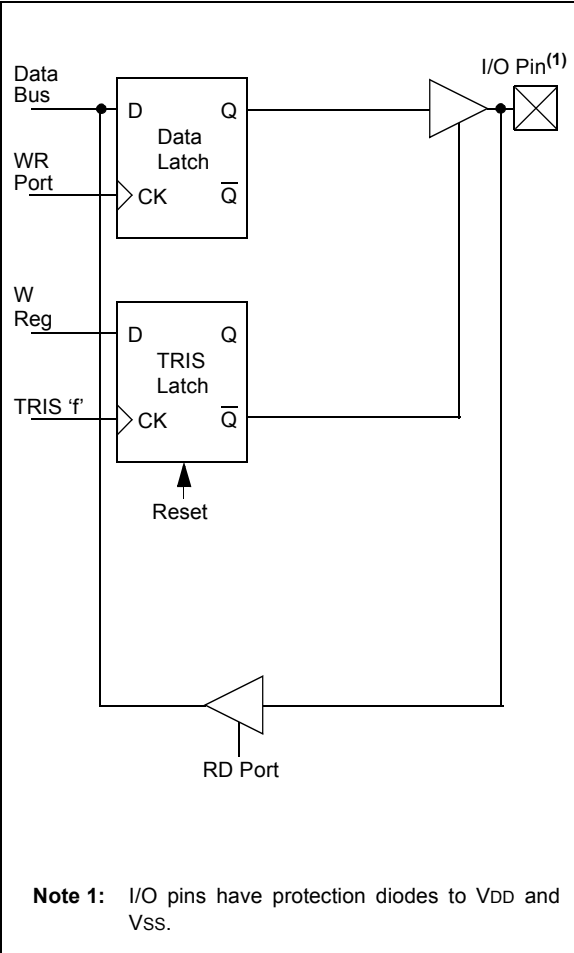 Data
Bus
I/O Pin(1)
D Q
Data
Latch
WR
Port
CK Q
W
Reg
D Q
TRIS
Latch
TRIS ‘f’
CK Q
Reset
RD Port
Note 1: I/O pins have protection diodes to VDD and
VSS.